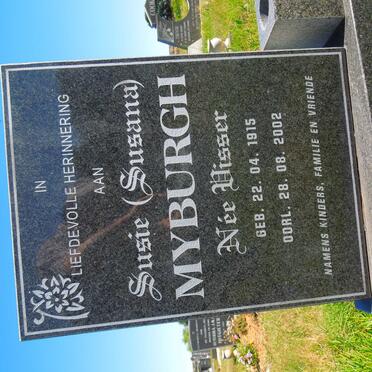 IN
LIEFDEVOLLE HERINNERING
AAN
Susie (Susana)
MYBURGH
Née Visser
GEB. 22. 04. 1915
OORL. 28. 08. 2002
NAMENS KINDERS, FAMILIE EN VRIENDE